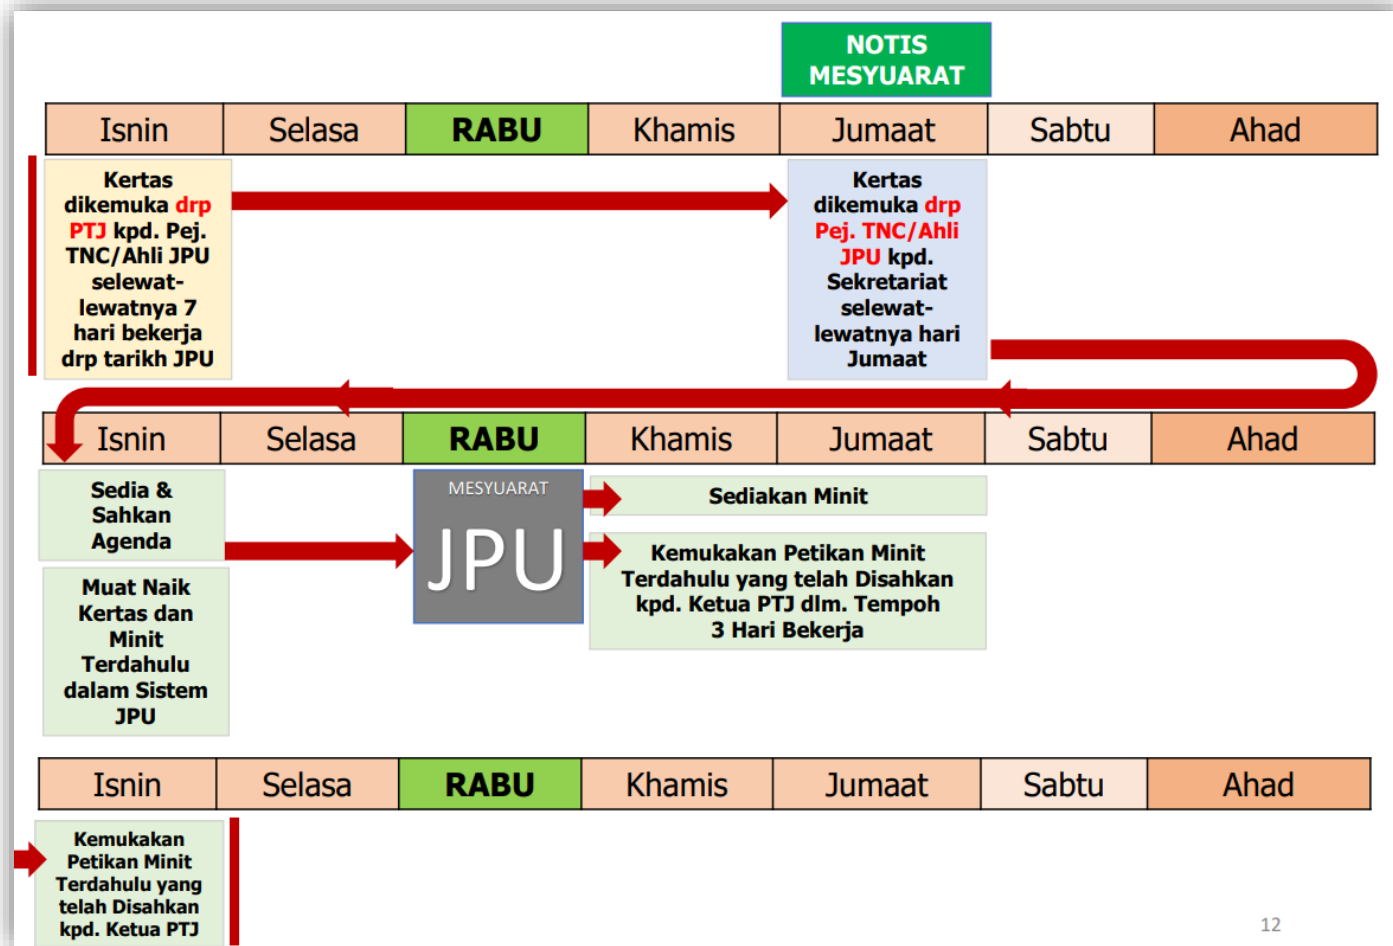 NOTIS
MESYUARAT
Isnin Selasa RABU Khamis Jumaat Sabtu Ahad
Kertas
dikemuka drp
PTJ kpd. Pej.
TNC/Ahli JPU
selewat-
lewatnya 7
hari bekerja
drp tarikh JPU
Kertas
dikemuka drp
Pej. TNC/Ahli
JPU kpd.
Sekretariat
selewat-
lewatnya hari
Jumaat
Isnin Selasa RABU Khamis Jumaat Sabtu Ahad
Sedia &
Sahkan
Agenda
Muat Naik
Kertas dan
Minit
Terdahulu
dalam Sistem
JPU
MESYUARAT
JPU
Sediakan Minit
Kemukakan Petikan Minit
Terdahulu yang telah Disahkan
kpd. Ketua PTJ dlm. Tempoh
3 Hari Bekerja
Isnin Selasa RABU Khamis Jumaat Sabtu Ahad
Kemukakan
Petikan Minit
Terdahulu yang
telah Disahkan
kpd. Ketua PTJ
12